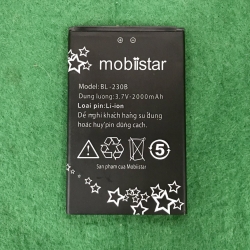 mobiistar
Model: BL-230B
Dung lượng: 3.7V-2000mAh
Loại pin: Li-ion
Đề nghị khách hàng sử dụng
hoặc huỷ pin đúng cách.
5
Sản phẩm của Mobiistar